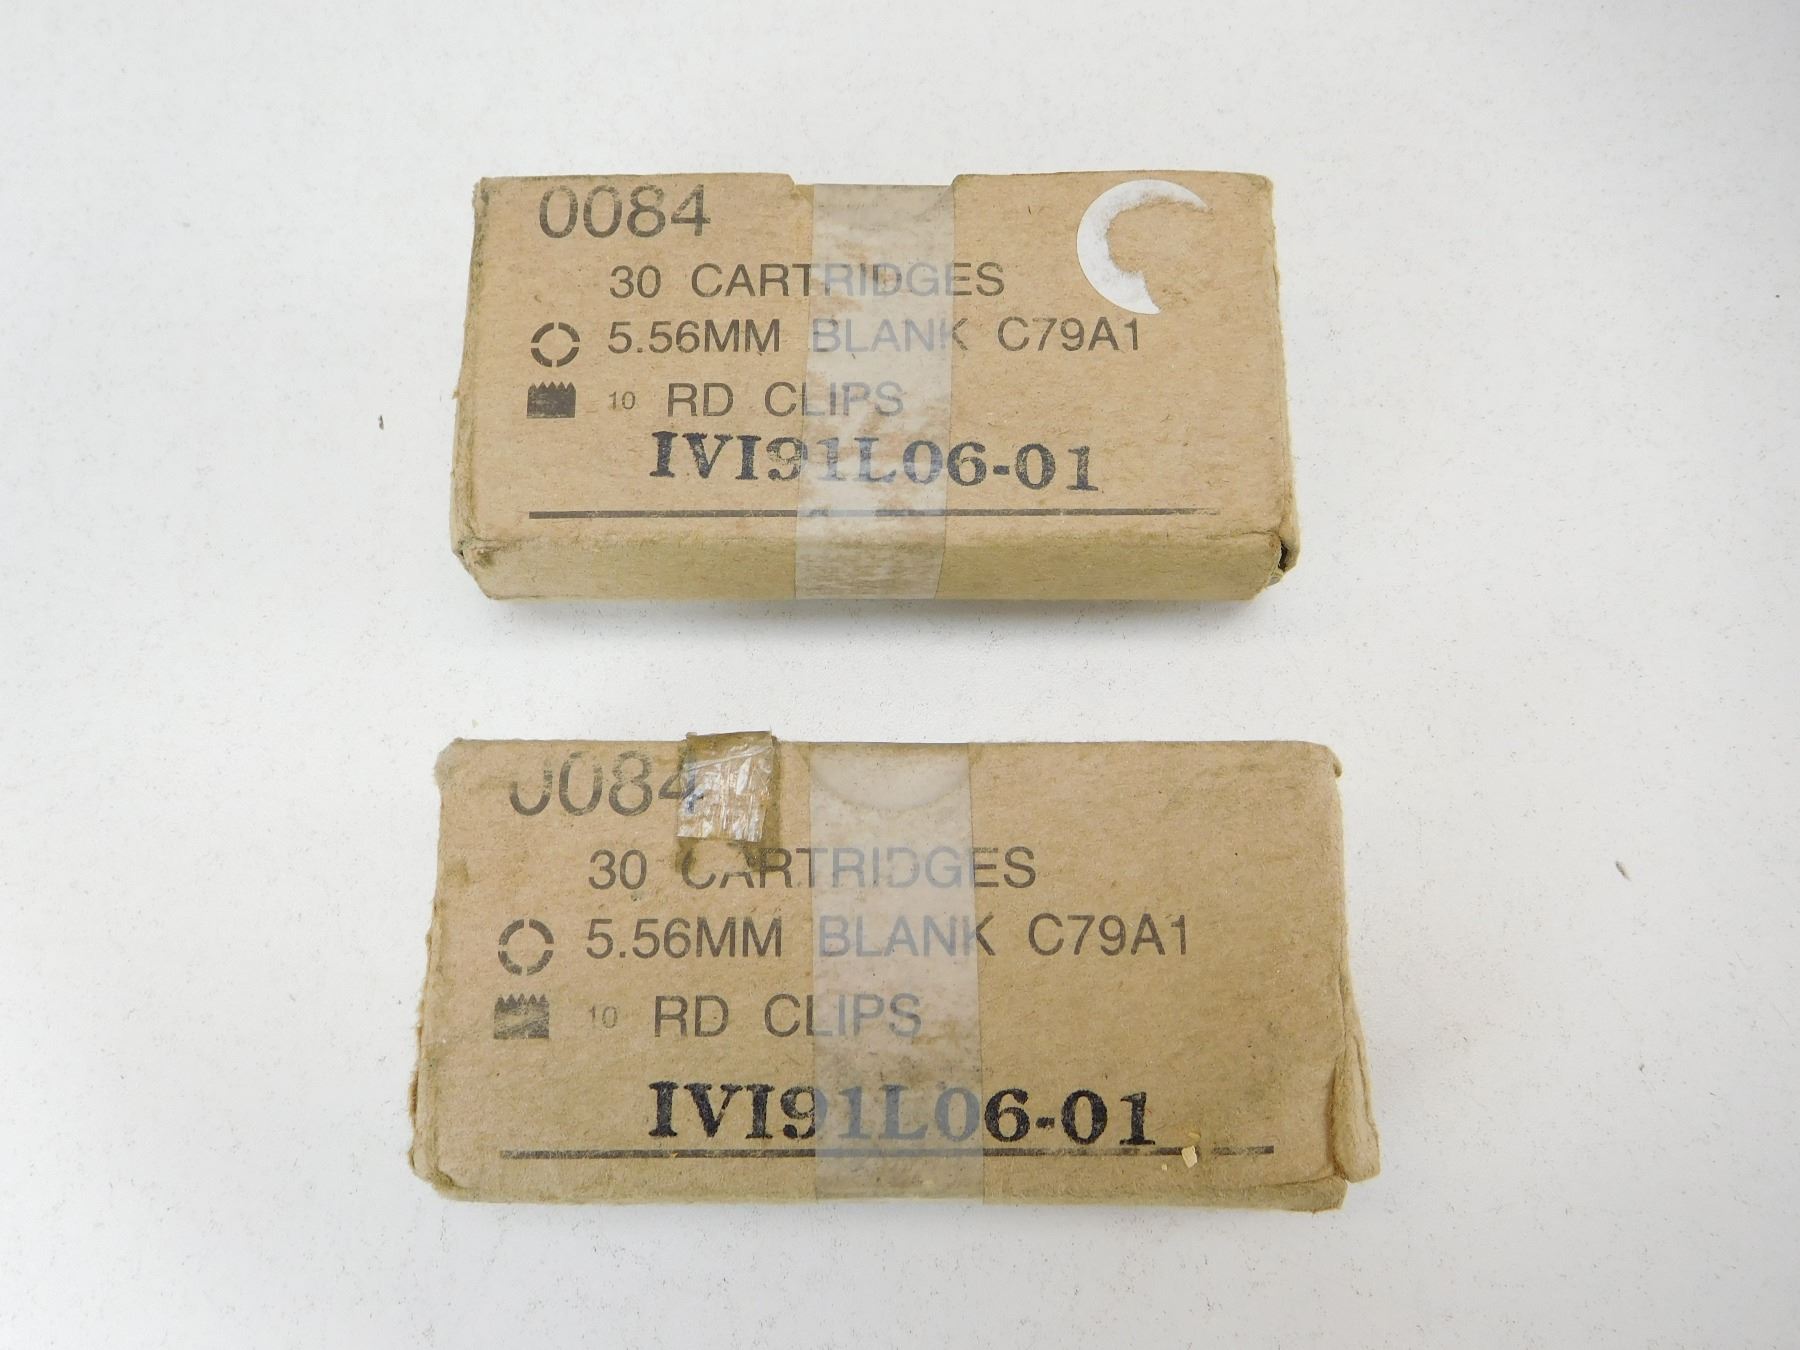 0084
30 CARTRIDGES
5.56MM BLANK C79A1
10 RD CLIPS
IVI91L06-01
0084
30 CARTRIDGES
5.56MM BLANK C79A1
10 RD CLIPS
IVI91L06-01